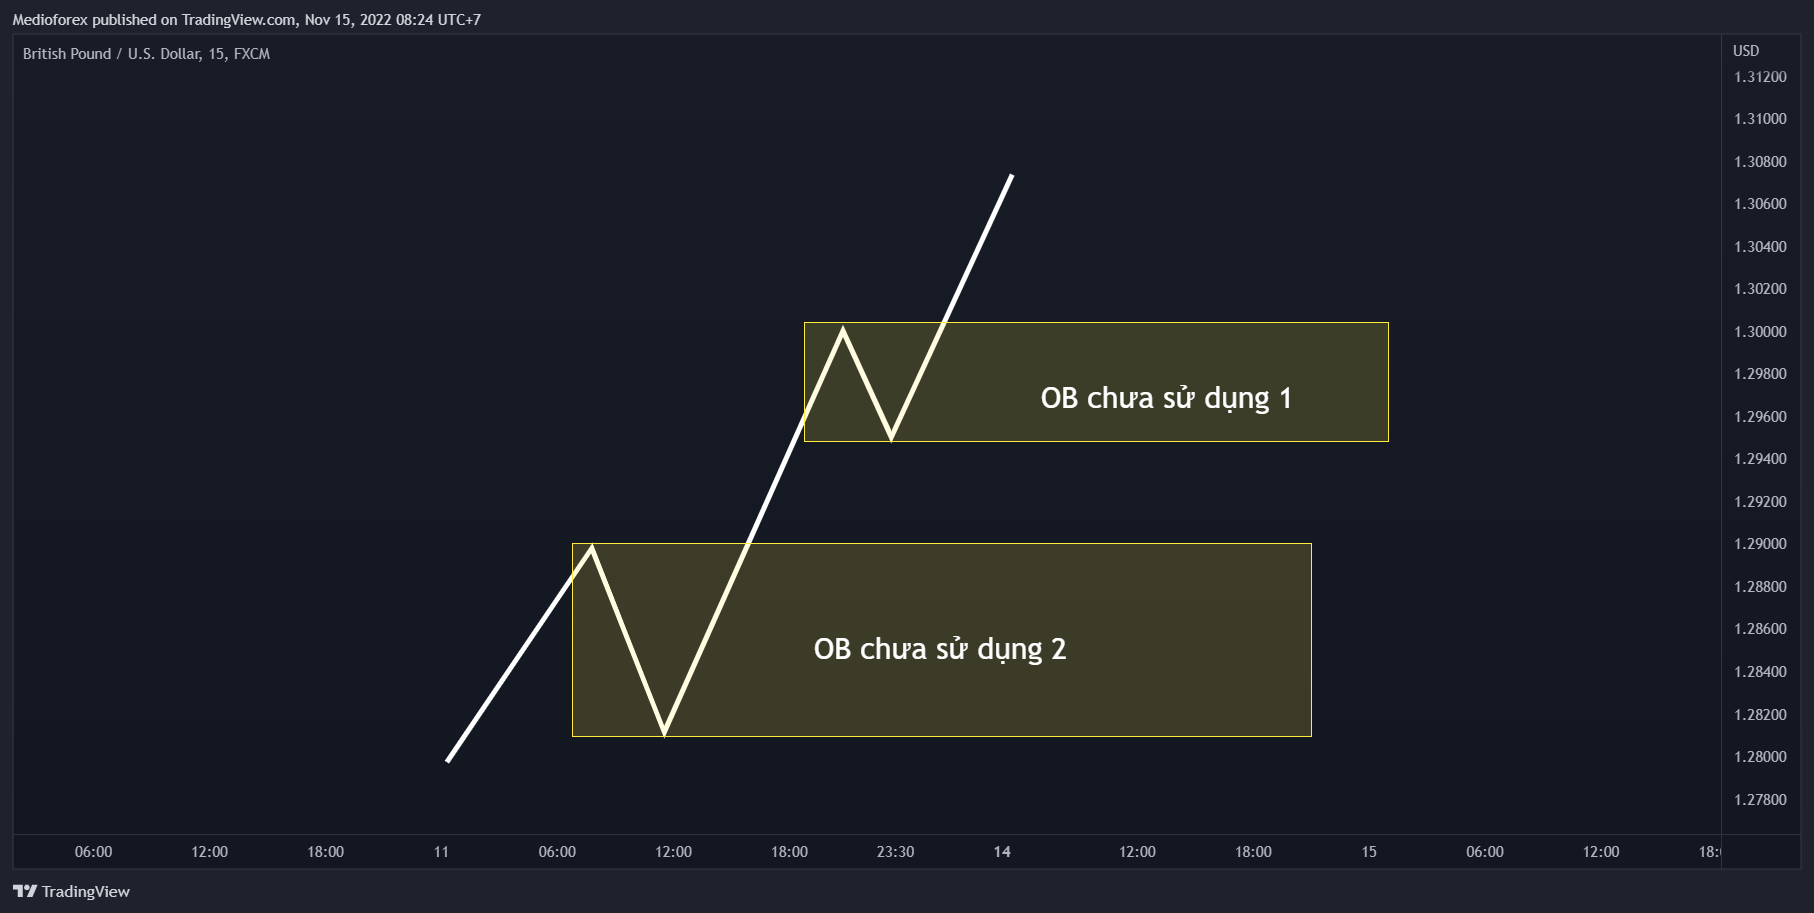 Medioforex published on TradingView.com, Nov 15, 2022 08:24 UTC+7
British Pound / U.S. Dollar, 15, FXCM
USD
1.31200
1.31000
1.30800
1.30600
1.30400
1.30200
1.30000
1.29800
1.29600
1.29400
1.29200
1.29000
1.28800
1.28600
1.28400
1.28200
1.28000
1.27800
OB chưa sử dụng 1
OB chưa sử dụng 2
06:00 12:00 18:00 11 06:00 12:00 18:00 23:30 14 12:00 18:00 15 06:00 12:00
TradingView